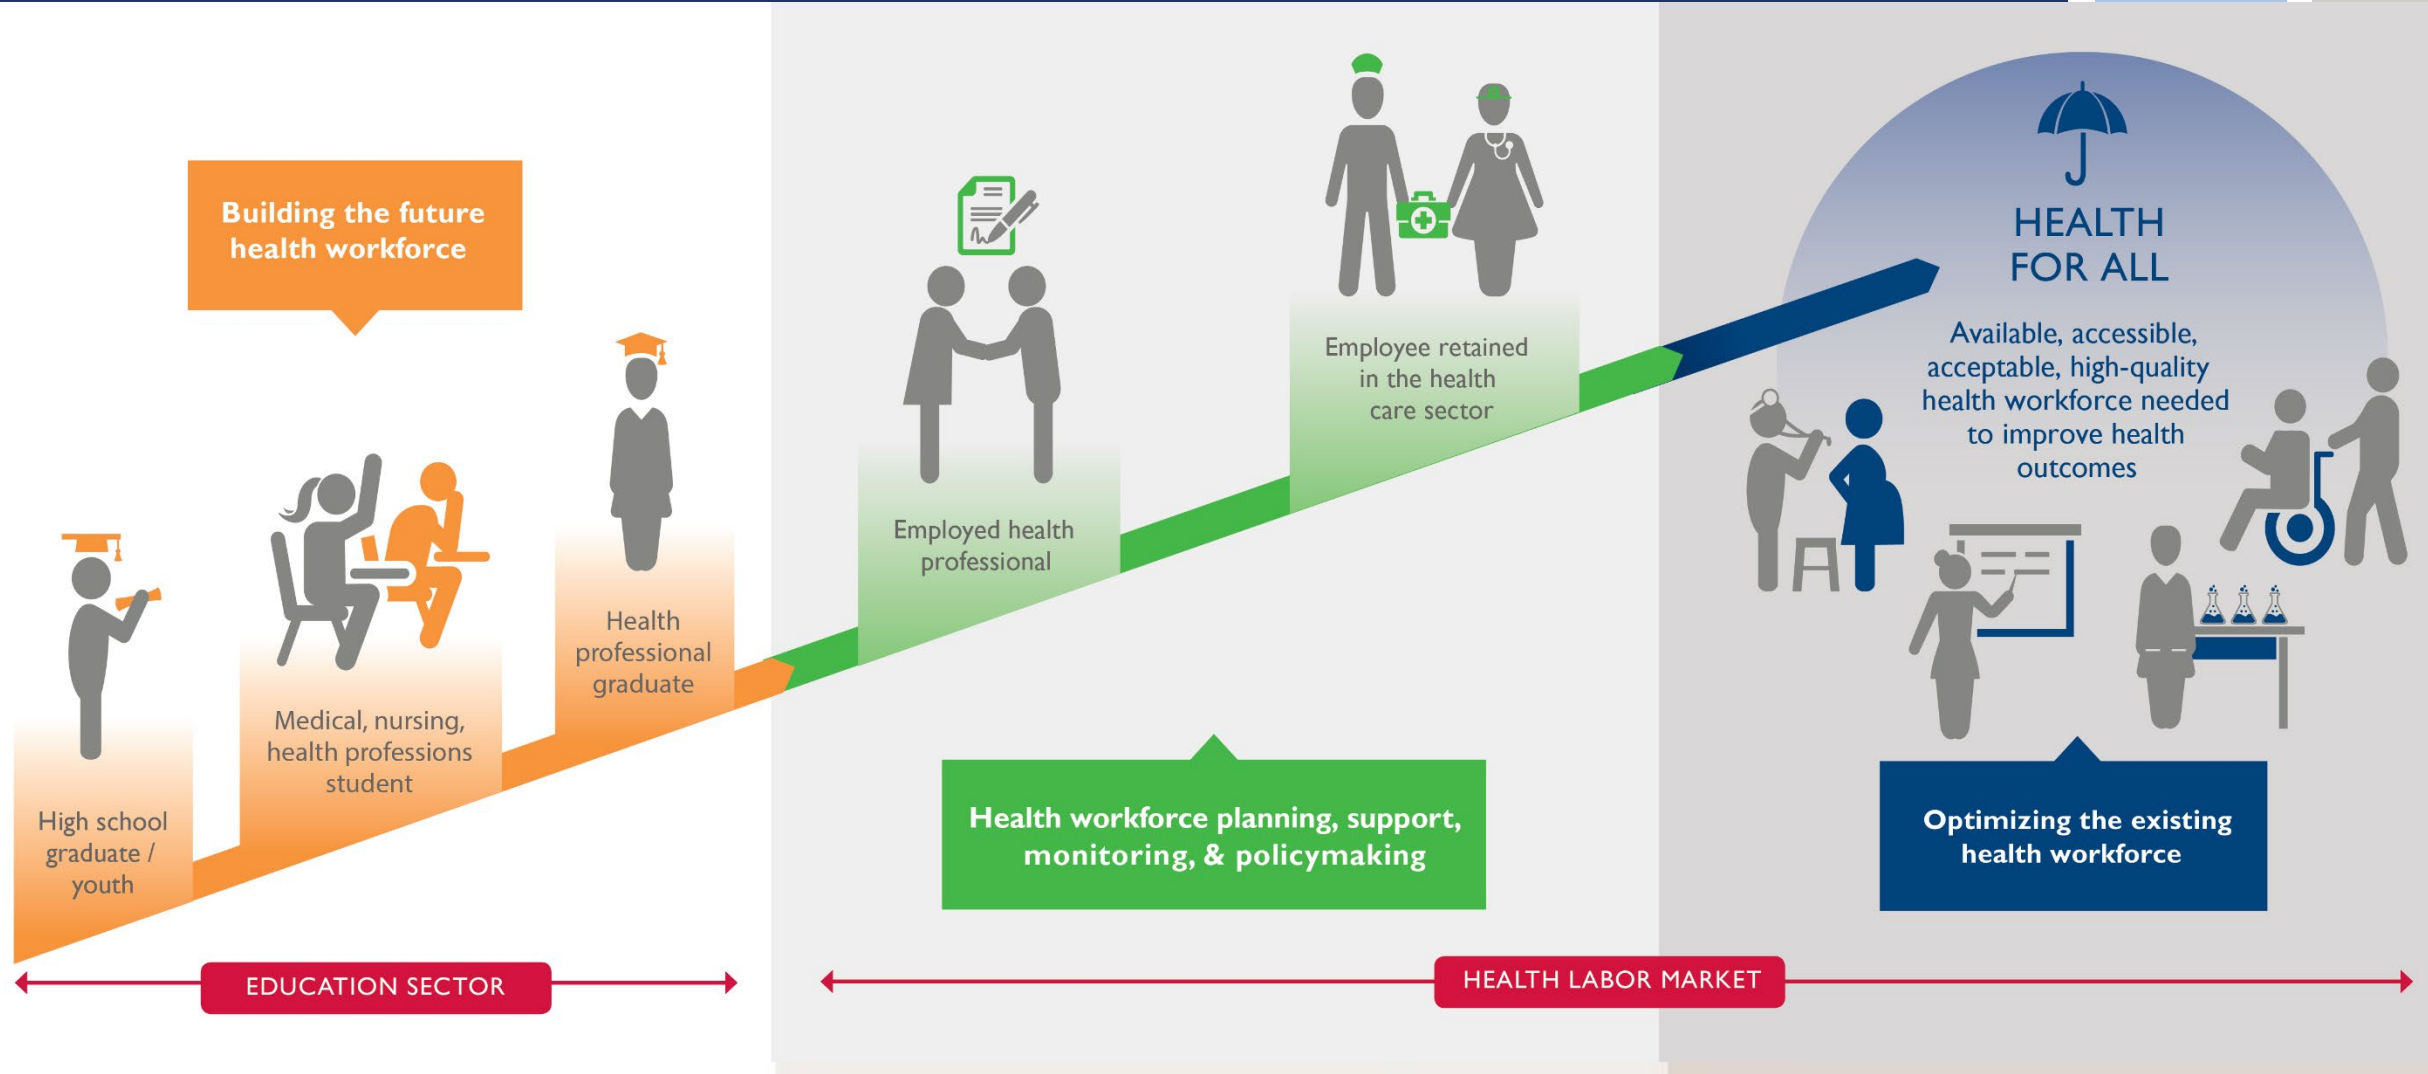 Building the future
health workforce
High school
graduate /
youth
Medical, nursing,
health professions
student
Health
professional
graduate
Employed health
professional
Employee retained
in the health
care sector
HEALTH
FOR ALL
Available, accessible,
acceptable, high-quality
health workforce needed
to improve health
outcomes
Health workforce planning, support,
monitoring, & policymaking
Optimizing the existing
health workforce
EDUCATION SECTOR
HEALTH LABOR MARKET